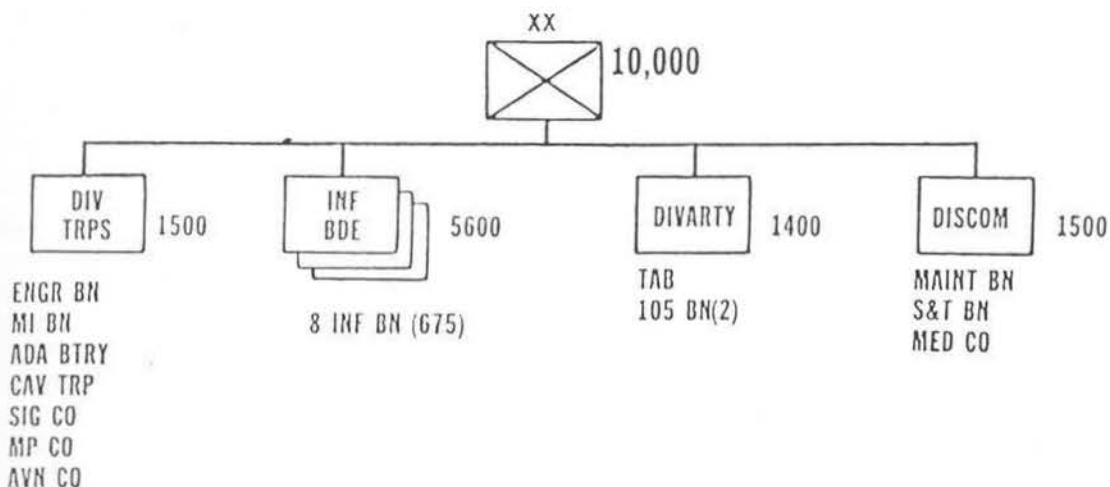 XX
10,000
DIV
TRPS
1500
INF
BDE
5600
DIVARTY
1400
DISCOM
1500
ENGR BN
MI BN
ADA BTRY
CAV TRP
SIG CO
MP CO
AVN CO
8 INF BN (675)
TAB
105 BN(2)
MAINT BN
S&T BN
MED CO